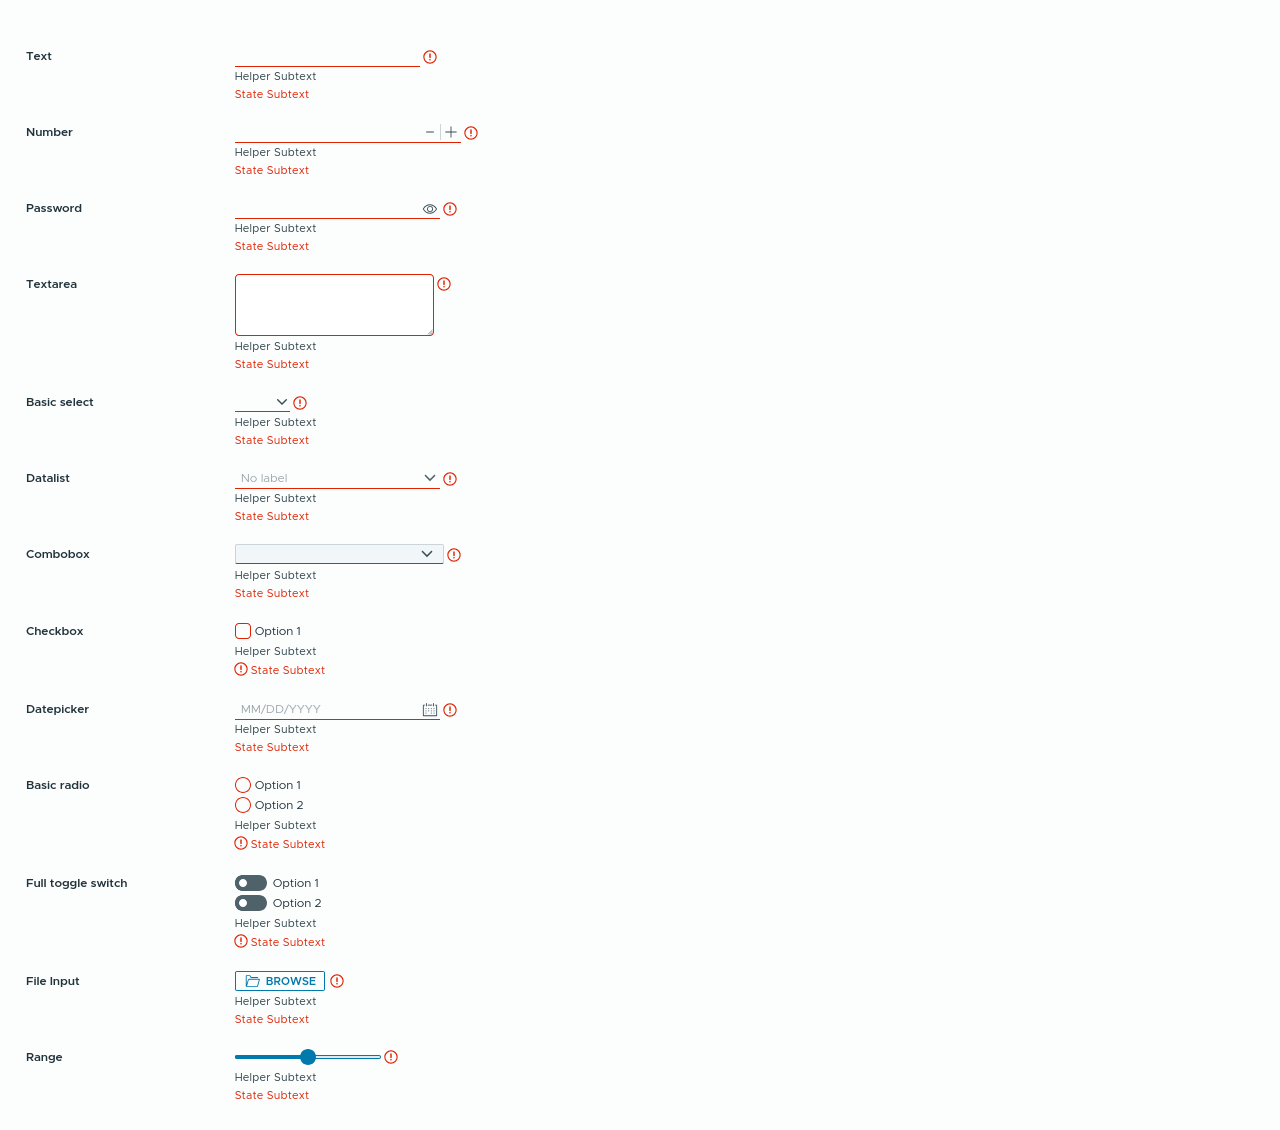 Text
Helper Subtext
State Subtext
Number
Helper Subtext
State Subtext
Password
Helper Subtext
State Subtext
Textarea
Helper Subtext
State Subtext
Basic select
Helper Subtext
State Subtext
Datalist
No label
Helper Subtext
State Subtext
Combobox
Helper Subtext
State Subtext
Checkbox
Option 1
Helper Subtext
State Subtext
Datepicker
MM/DD/YYYY
Helper Subtext
State Subtext
Basic radio
Option 1
Option 2
Helper Subtext
State Subtext
Full toggle switch
Option 1
Option 2
Helper Subtext
State Subtext
File Input
BROWSE
Helper Subtext
State Subtext
Range
Helper Subtext
State Subtext